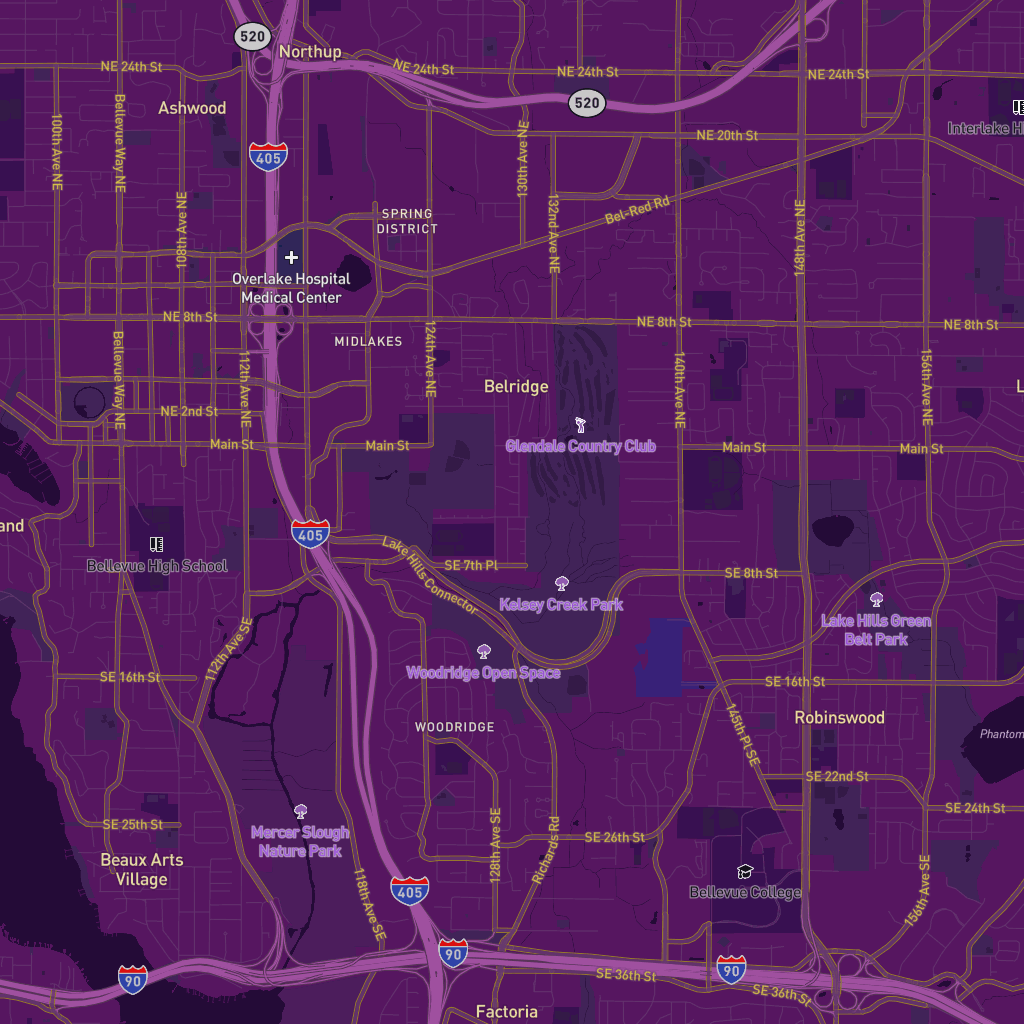 520
Northup
NE 24th St
NE 24th St
NE 24th St
NE 24th St
520
Ashwood
Bellevue Way NE
100th Ave NE
405
130th Ave NE
NE 20th St
Interlake H
108th Ave NE
SPRING
DISTRICT
132nd Ave NE
Bel-Red Rd
148th Ave NE
Overlake Hospital
Medical Center
NE 8th St
NE 8th St
NE 8th St
MIDLAKES
Bellevue Way NE
112th Ave NE
124th Ave NE
140th Ave NE
156th Ave NE
Belridge
L
NE 2nd St
Main St
Main St
Glendale Country Club
Main St
Main St
and
405
Bellevue High School
Lake Hills Connector
SE 7th Pl
SE 8th St
Kelsey Creek Park
Lake Hills Green
Belt Park
112th Ave SE
Woodridge Open Space
SE 16th St
SE 16th St
WOODRIDGE
145th Pl SE
Robinswood
Phantom
SE 22nd St
SE 24th St
SE 25th St
Mercer Slough
Nature Park
128th Ave SE
Richards Rd
SE 26th St
Beaux Arts
Village
118th Ave SE
405
Bellevue College
156th Ave SE
90
90
SE 36th St
90
SE 36th St
Factoria